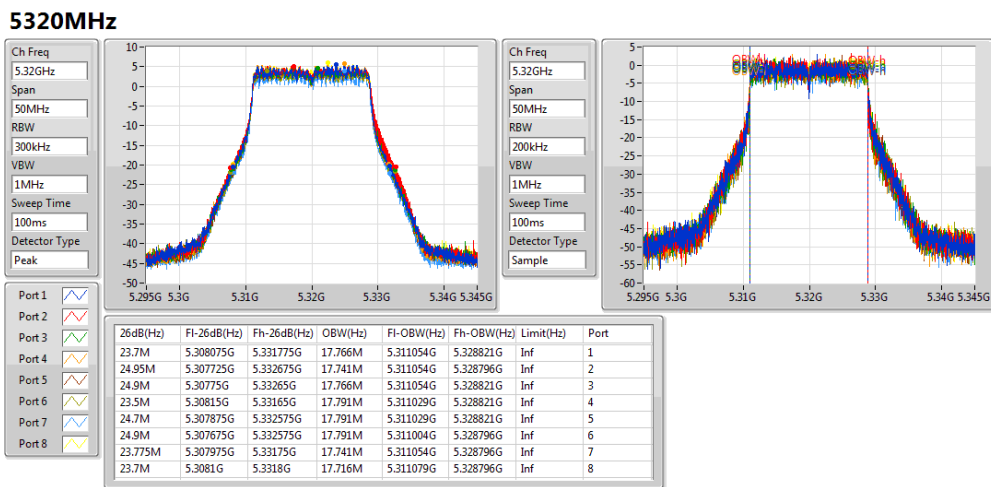 5320MHz
Ch Freq
5.32GHz
Span
50MHz
RBW
300kHz
VBW
1MHz
Sweep Time
100ms
Detector Type
Peak
10
5
0
-5
-10
-15
-20
-25
-30
-35
-40
-45
-50
5.295G 5.3G 5.31G 5.32G 5.33G 5.34G 5.345G
Ch Freq
5.32GHz
Span
50MHz
RBW
200kHz
VBW
1MHz
Sweep Time
100ms
Detector Type
Sample
5
0
-5
-10
-15
-20
-25
-30
-35
-40
-45
-50
-55
-60
5.295G 5.3G 5.31G 5.32G 5.33G 5.34G 5.345G
Port 1
Port 2
Port 3
Port 4
Port 5
Port 6
Port 7
Port 8
26dB(Hz) Fl-26dB(Hz) Fh-26dB(Hz) OBW(Hz) Fl-OBW(Hz) Fh-OBW(Hz) Limit(Hz) Port
23.7M 5.308075G 5.331775G 17.766M 5.311054G 5.328821G Inf 1
24.95M 5.307725G 5.332675G 17.741M 5.311054G 5.328796G Inf 2
24.9M 5.30775G 5.33265G 17.766M 5.311054G 5.328821G Inf 3
23.5M 5.30815G 5.33165G 17.791M 5.311029G 5.328821G Inf 4
24.7M 5.307875G 5.332575G 17.791M 5.311029G 5.328821G Inf 5
24.9M 5.307675G 5.332575G 17.791M 5.311004G 5.328796G Inf 6
23.775M 5.307975G 5.33175G 17.741M 5.311054G 5.328796G Inf 7
23.7M 5.3081G 5.3318G 17.716M 5.311079G 5.328796G Inf 8